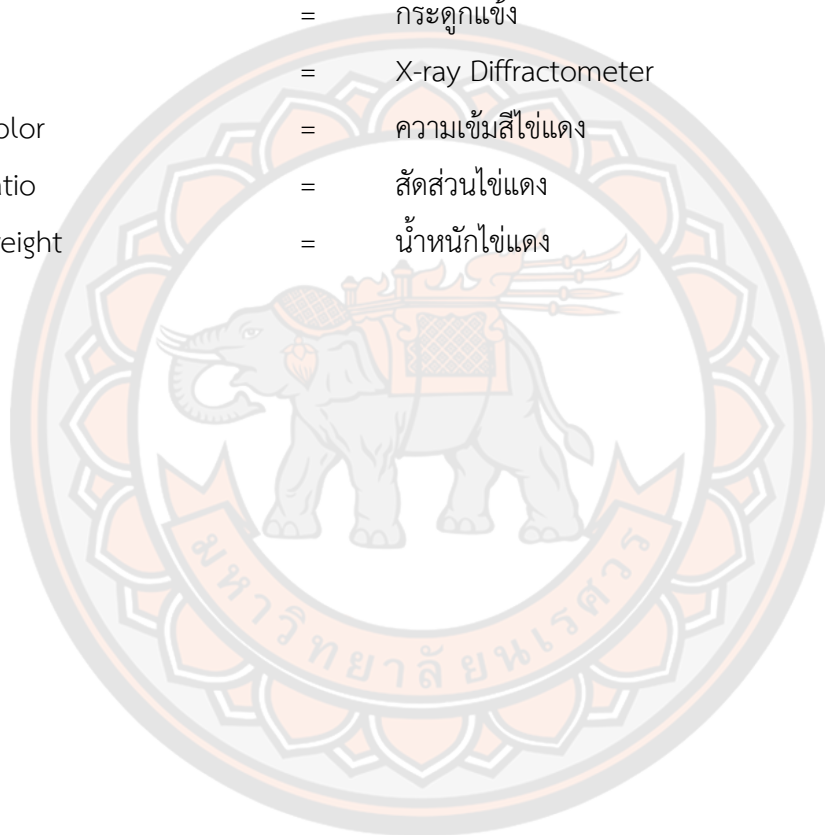 = กระดูกแข้ง
= X-ray Diffractometer
olor = ความเข้มสีไข่แดง
atio = สัดส่วนไข่แดง
eight = น้ำหนักไข่แดง
มหาวิทยาลัยนเรศวร